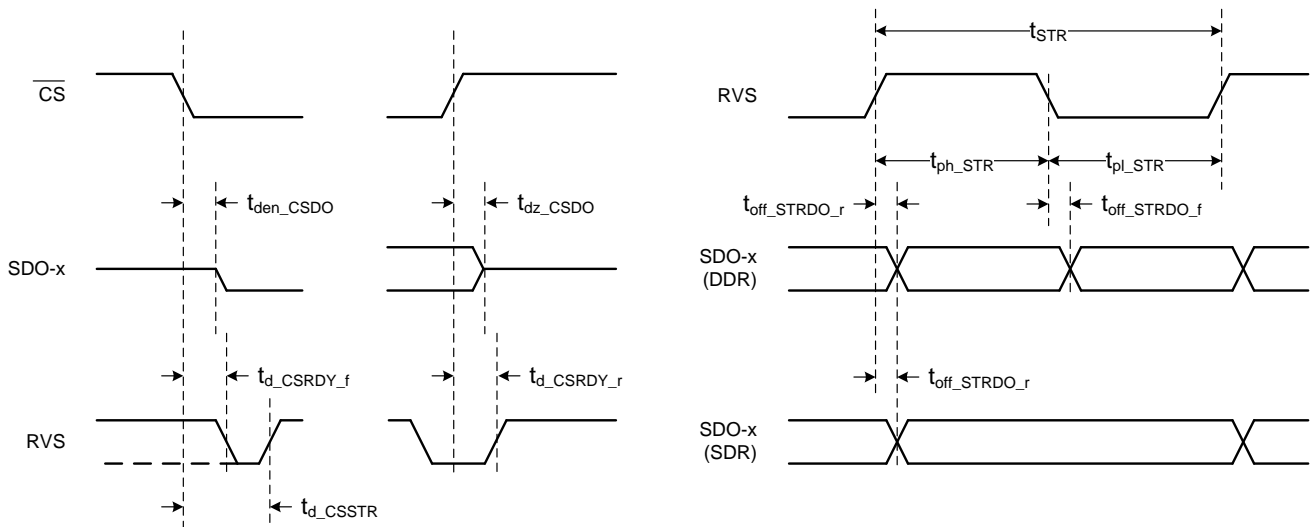 CS
t_den_CSDO
t_dz_CSDO
SDO-x
t_d_CSRDY_f
t_d_CSRDY_r
RVS
t_d_CSSTR
t_STR
RVS
t_ph_STR
t_pl_STR
t_off_STRDO_r
t_off_STRDO_f
SDO-x
(DDR)
t_off_STRDO_r
SDO-x
(SDR)